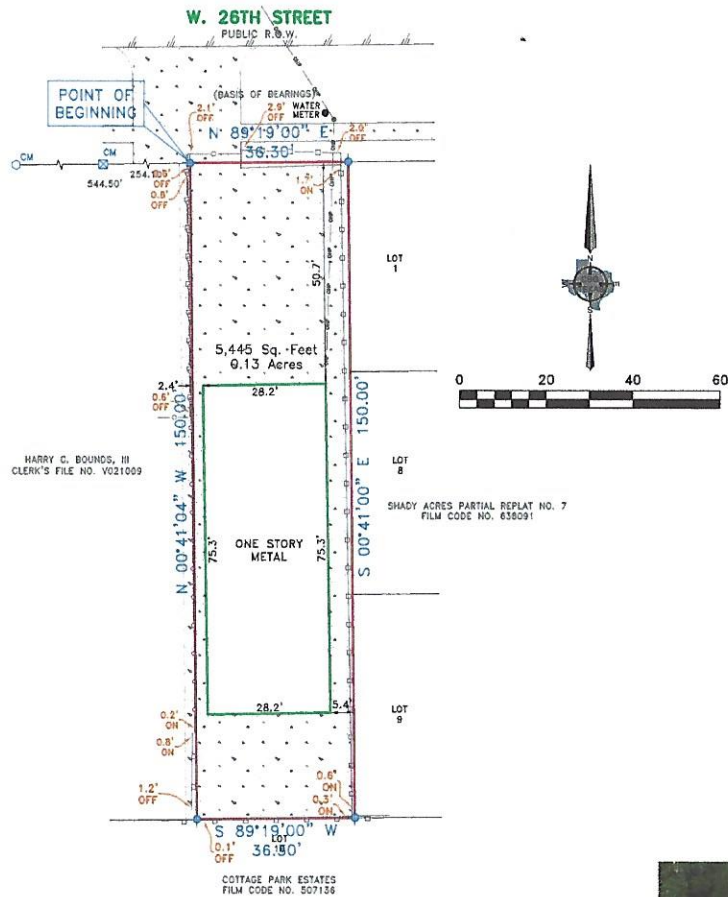 W. 26TH STREET
PUBLIC R.O.W.
POINT OF
BEGINNING
(BASIS OF BEARINGS)
WATER
METER
2.1'
OFF
2.9'
OFF
N 89°19'00" E
36.30'
CM
CM
544.50'
OFF
0.8'
OFF
OFF
ON
50.7'
LOT
1
N
S
5,445 Sq. Feet
0.13 Acres
2.4'
28.2'
0.6'
OFF
0
20
40
60
HARRY C. BOUNDS, III
CLERK'S FILE NO. V021009
N 00°41'04" W 150.00'
75.3'
ONE STORY
METAL
75.3'
S 00°41'00" E 150.00'
LOT
8
SHADY ACRES PARTIAL REPLAT NO. 7
FILM CODE NO. 638091
28.2'
5.4'
LOT
9
0.2'
ON
0.8'
ON
1.2'
OFF
0.6'
ON
0.3'
ON
S 89°19'00" W
36.30'
LOT
0.1'
OFF
COTTAGE PARK ESTATES
FILM CODE NO. 507136